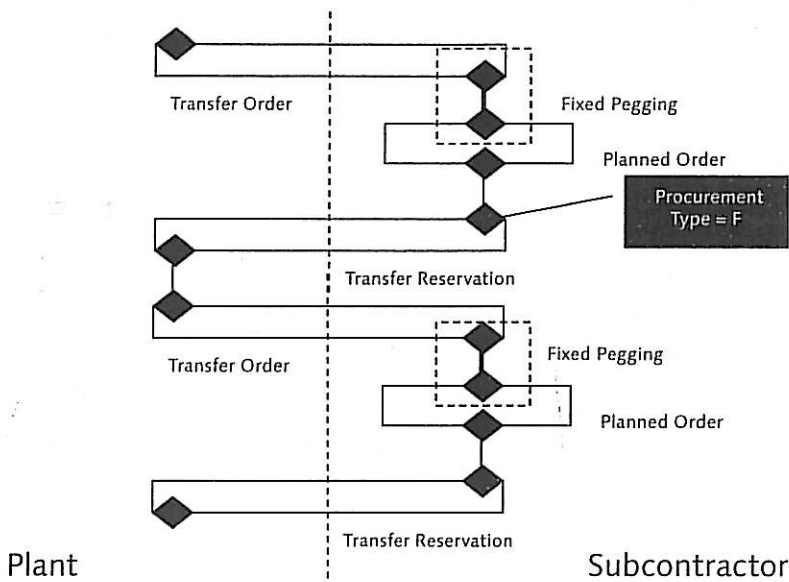 Transfer Order
Fixed Pegging
Planned Order
Procurement
Type = F
Transfer Reservation
Transfer Order
Fixed Pegging
Planned Order
Transfer Reservation
Plant
Subcontractor